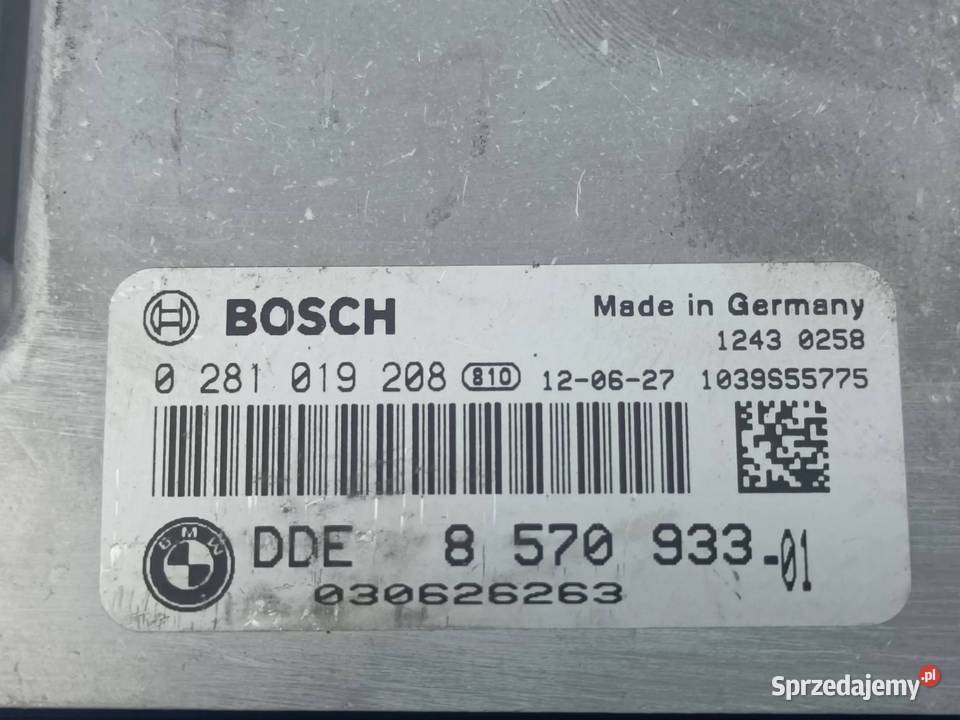 BOSCH
Made in Germany
1243 0258
0 281 019 208 810 12-06-27 1039S55775
BMW
DDE 8 570 933-01
030626263
Sprzedajemy.pl